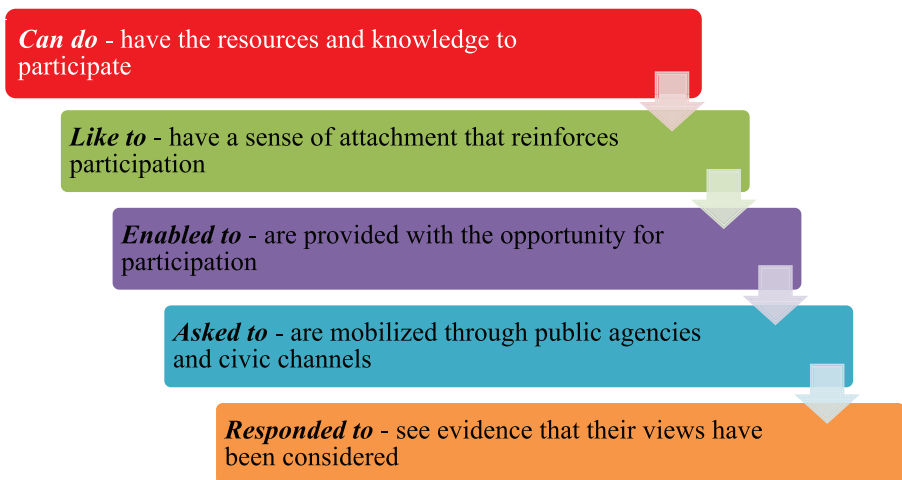 Can do - have the resources and knowledge to
participate
Like to - have a sense of attachment that reinforces
participation
Enabled to - are provided with the opportunity for
participation
Asked to - are mobilized through public agencies
and civic channels
Responded to - see evidence that their views have
been considered